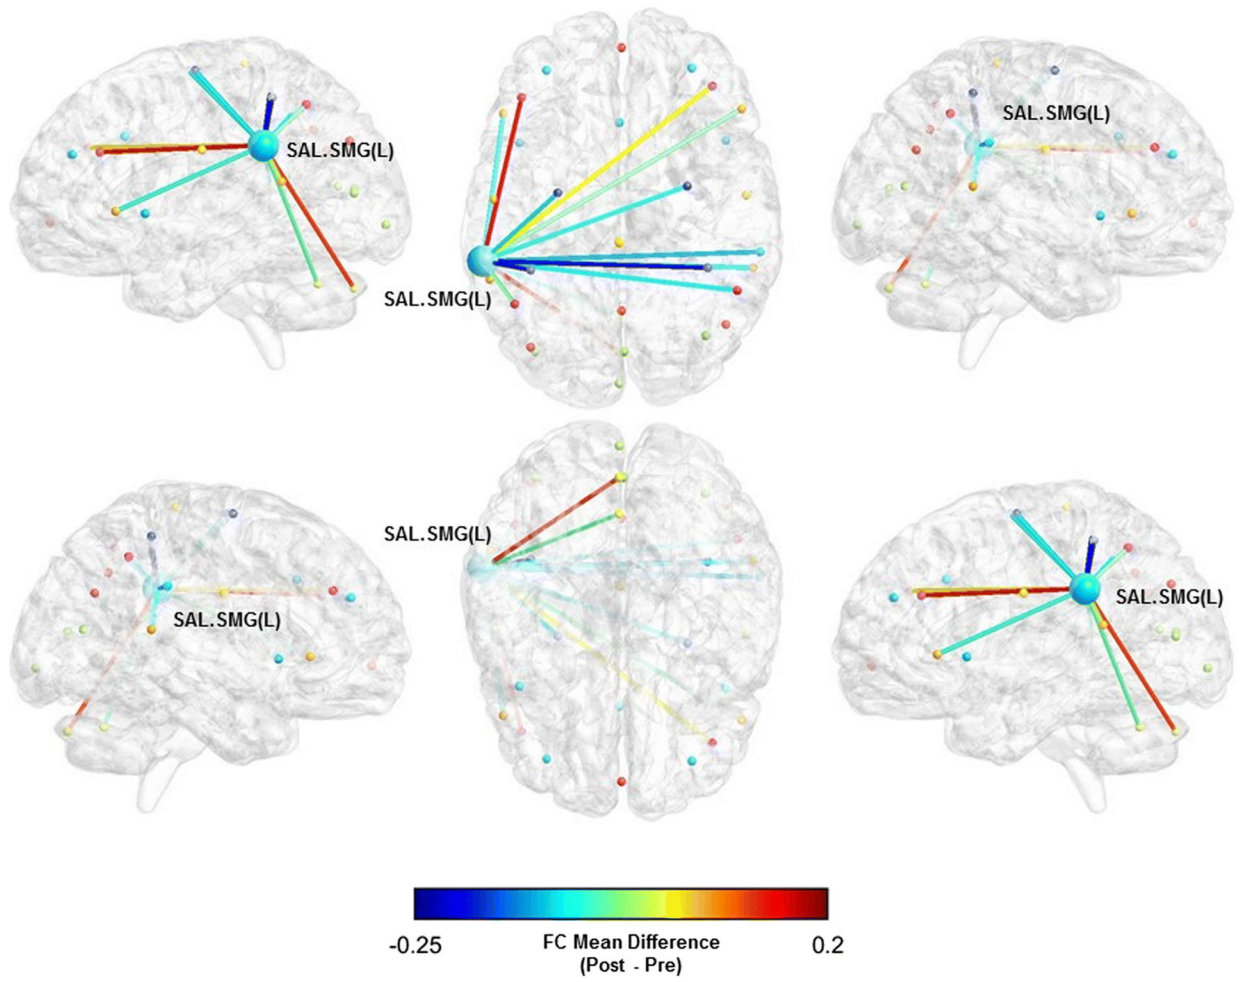 SAL.SMG(L)
SAL.SMG(L)
SAL.SMG(L)
SAL.SMG(L)
SAL.SMG(L)
SAL.SMG(L)
-0.25
FC Mean Difference
(Post - Pre)
0.2